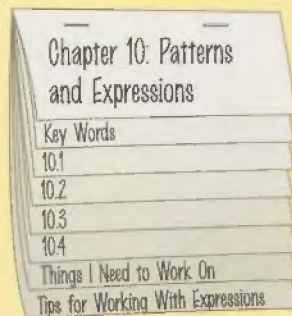 Chapter 10: Patterns
and Expressions
Key Words
10.1
10.2
10.3
10.4
Things I Need to Work On
Tips for Working With Expressions